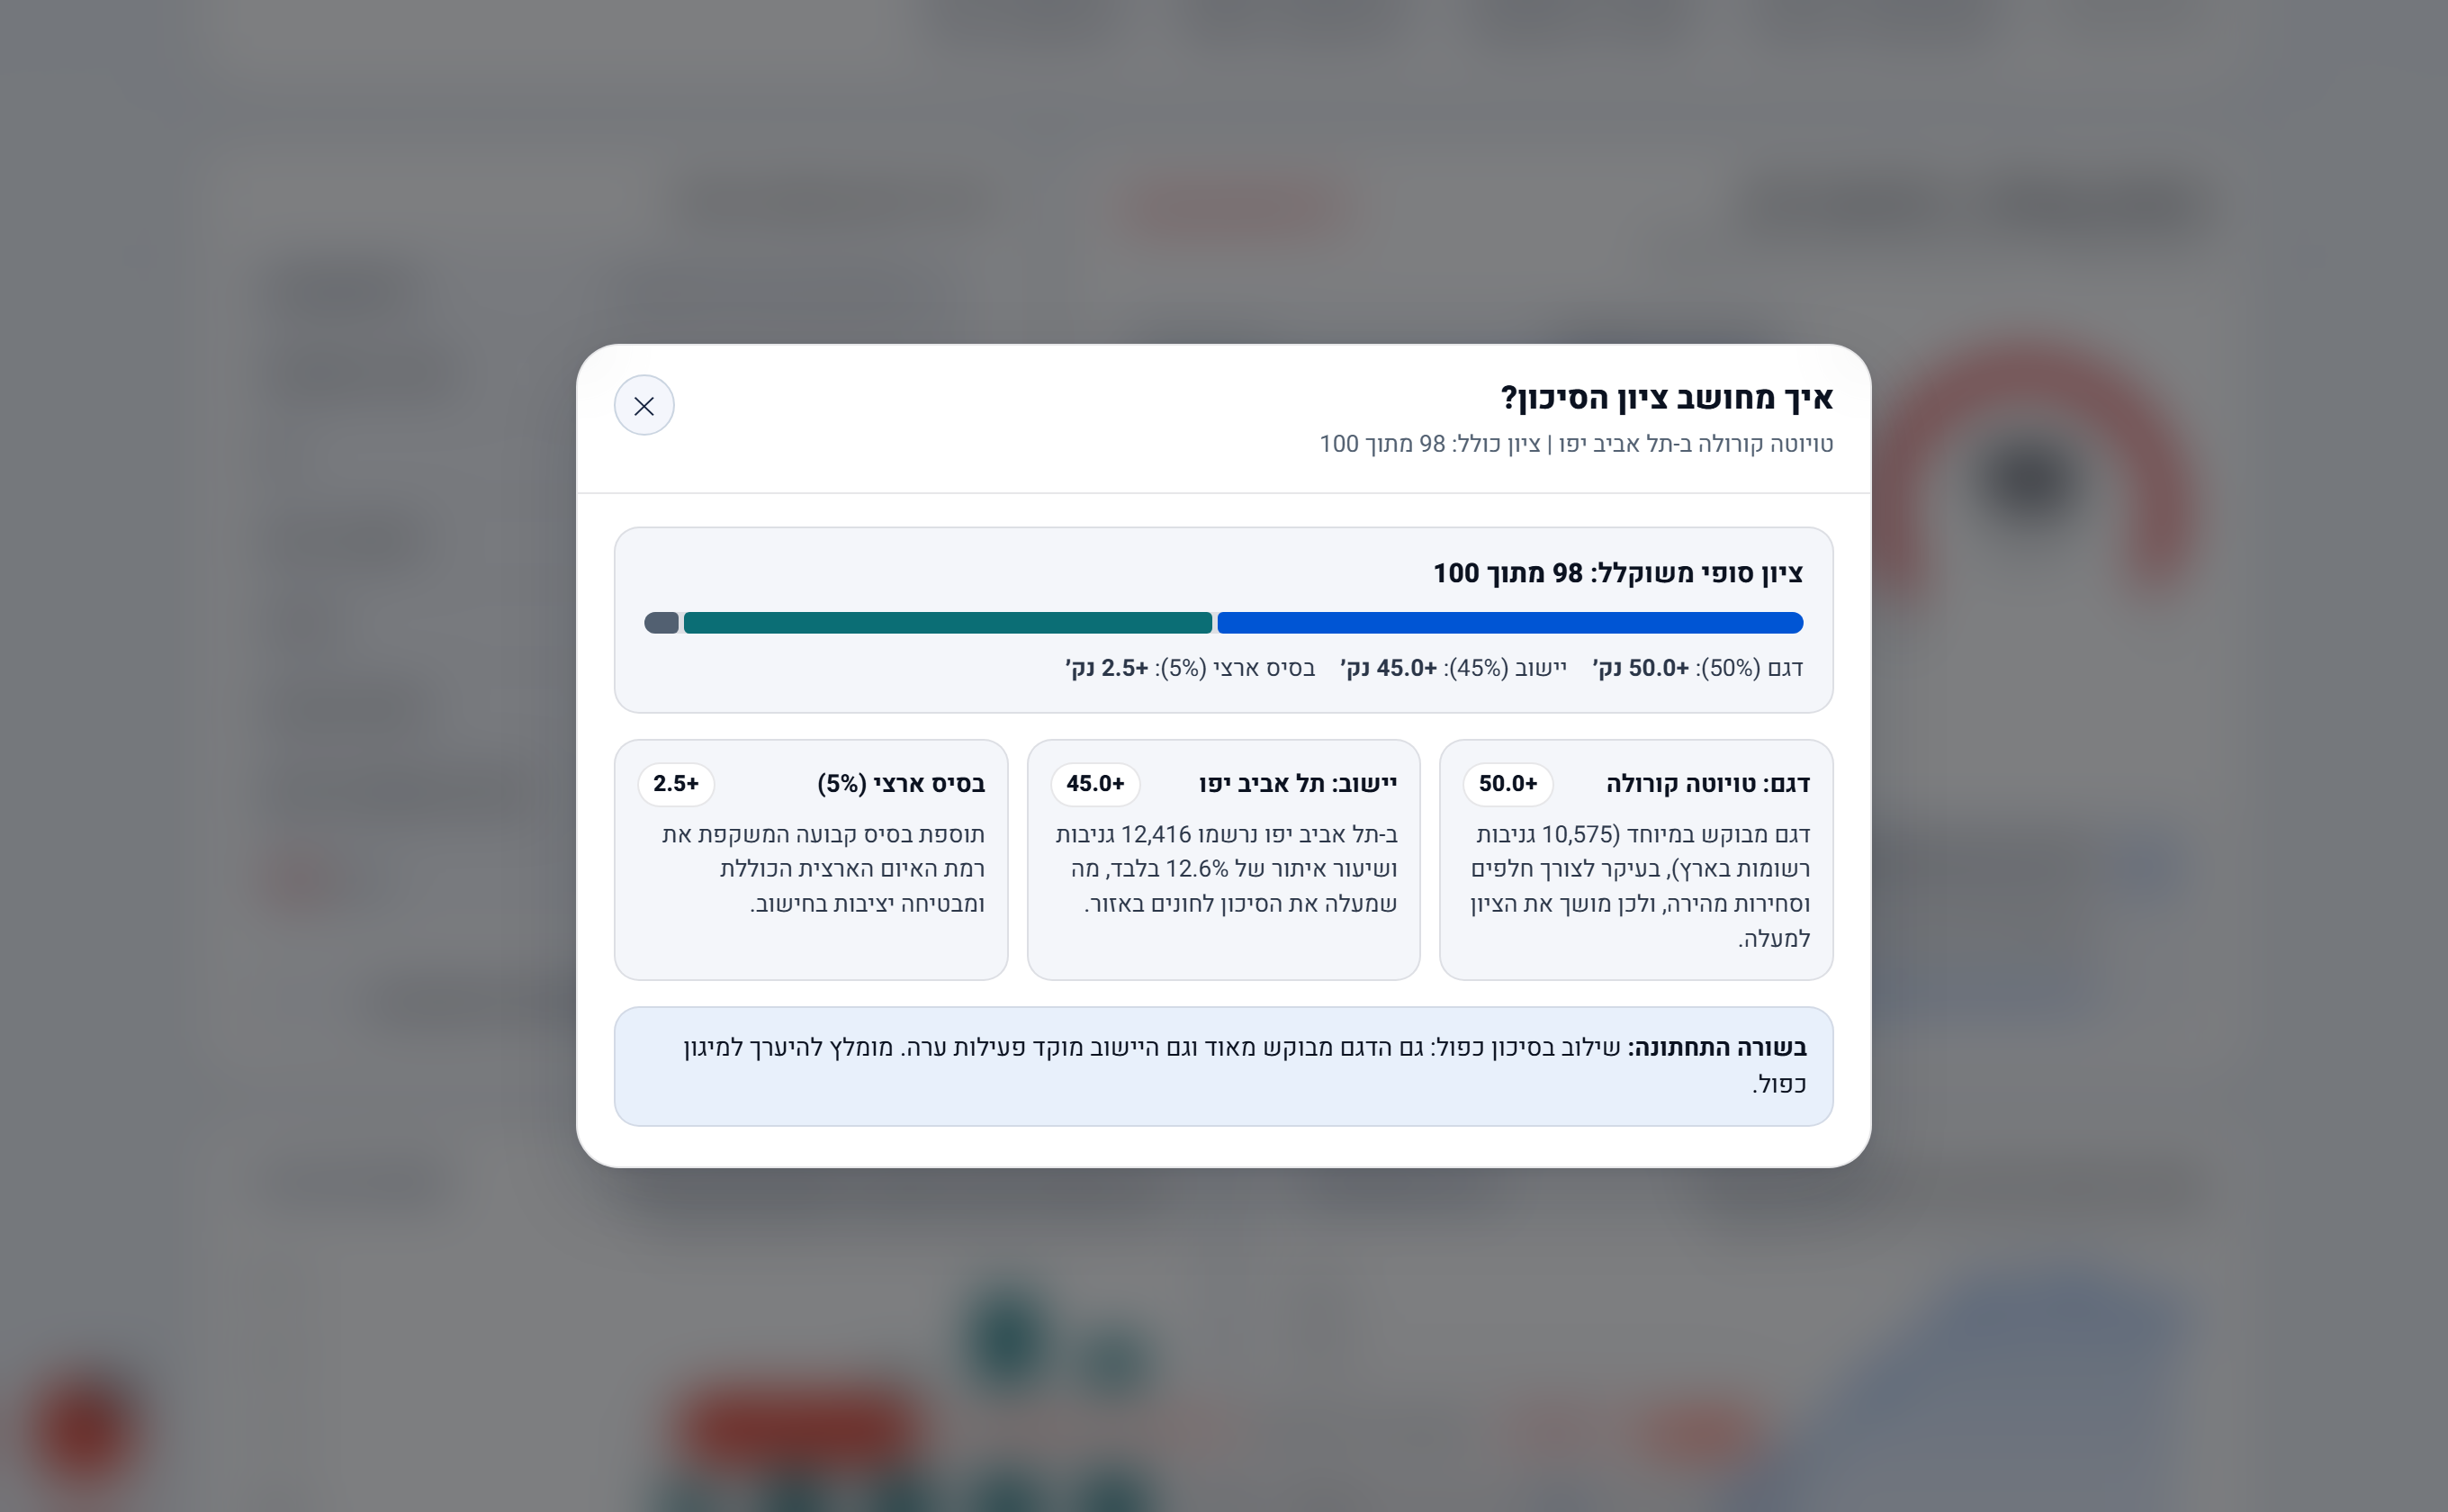 איך מחושב ציון הסיכון?
טויוטה קורולה ב-תל אביב יפו | ציון כולל: 98 מתוך 100
ציון סופי משוקלל: 98 מתוך 100
דגם (50%): +50.0 נק׳ יישוב (45%): +45.0 נק׳ בסיס ארצי (5%): +2.5 נק׳
דגם: טויוטה קורולה
+50.0
דגם מבוקש במיוחד (10,575 גניבות
רשומות בארץ), בעיקר לצורך חלפים
וסחירות מהירה, ולכן מושך את הציון
למעלה.
יישוב: תל אביב יפו
+45.0
ב-תל אביב יפו נרשמו 12,416 גניבות
ושיעור איתור של 12.6% בלבד, מה
שמעלה את הסיכון לחונים באזור.
בסיס ארצי (5%)
+2.5
תוספת בסיס קבועה המשקפת את
רמת האיום הארצית הכוללת
ומבטיחה יציבות בחישוב.
בשורה התחתונה: שילוב בסיכון כפול: גם הדגם מבוקש מאוד וגם היישוב מוקד פעילות ערה. מומלץ להיערך למיגון
כפול.